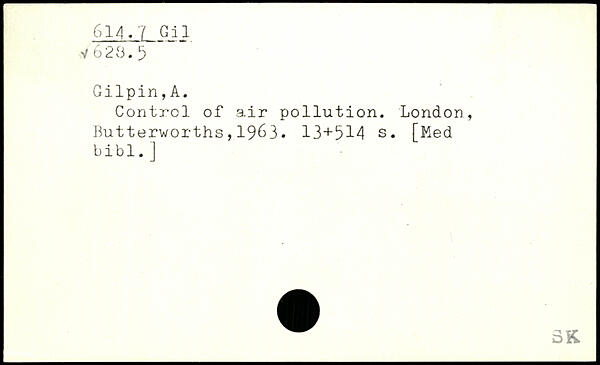 614.7 Gil
√628.5
Gilpin,A.
Control of air pollution. London,
Butterworths,1963. 13+514 s. [Med
bibl.]
SK